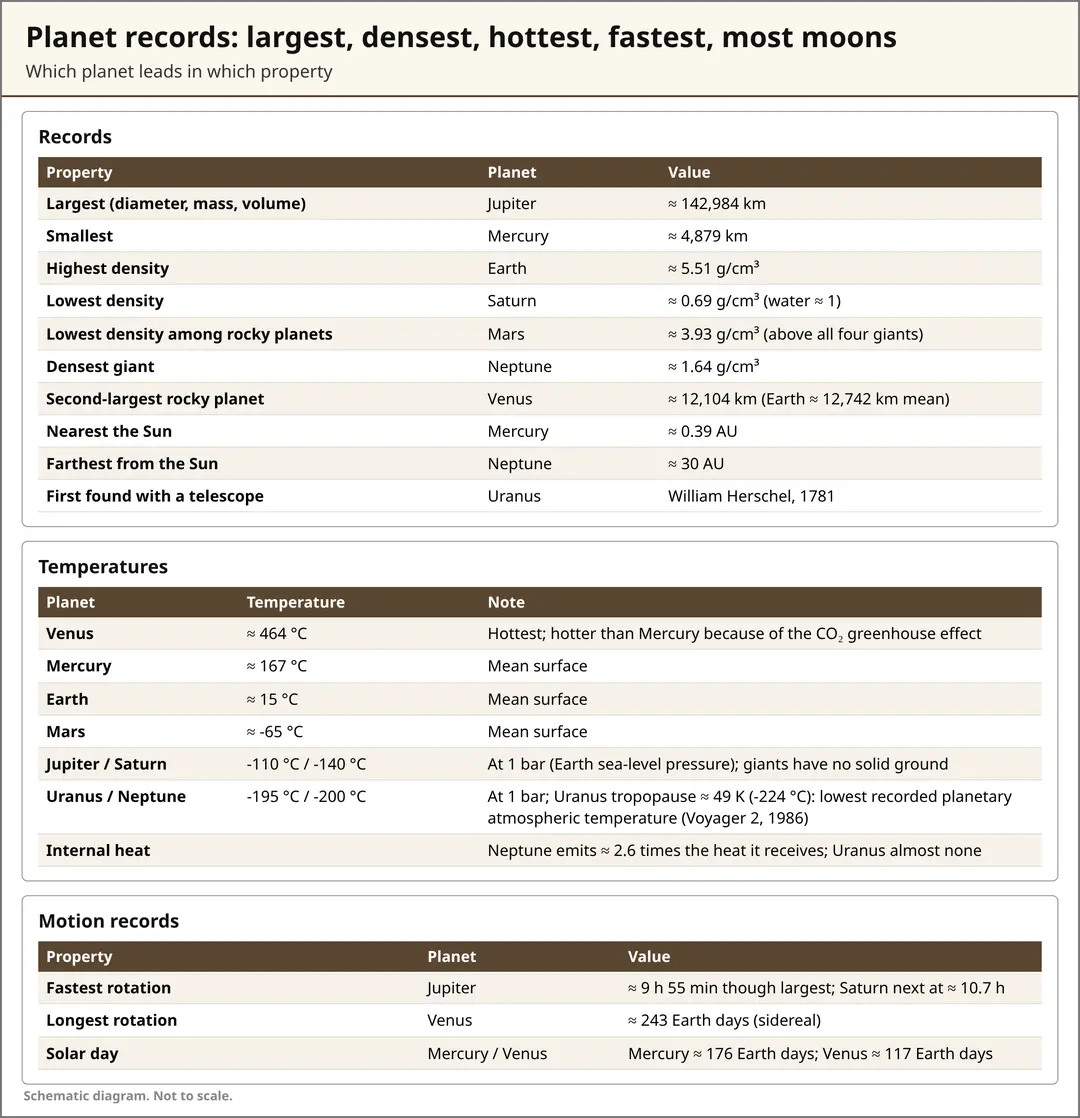 Planet records: largest, densest, hottest, fastest, most moons
Which planet leads in which property
Records
Property Planet Value
Largest (diameter, mass, volume) Jupiter ≈ 142,984 km
Smallest Mercury ≈ 4,879 km
Highest density Earth ≈ 5.51 g/cm³
Lowest density Saturn ≈ 0.69 g/cm³ (water ≈ 1)
Lowest density among rocky planets Mars ≈ 3.93 g/cm³ (above all four giants)
Densest giant Neptune ≈ 1.64 g/cm³
Second-largest rocky planet Venus ≈ 12,104 km (Earth ≈ 12,742 km mean)
Nearest the Sun Mercury ≈ 0.39 AU
Farthest from the Sun Neptune ≈ 30 AU
First found with a telescope Uranus William Herschel, 1781
Temperatures
Planet Temperature Note
Venus ≈ 464 °C Hottest; hotter than Mercury because of the CO₂ greenhouse effect
Mercury ≈ 167 °C Mean surface
Earth ≈ 15 °C Mean surface
Mars ≈ -65 °C Mean surface
Jupiter / Saturn -110 °C / -140 °C At 1 bar (Earth sea-level pressure); giants have no solid ground
Uranus / Neptune -195 °C / -200 °C At 1 bar; Uranus tropopause ≈ 49 K (-224 °C): lowest recorded planetary
atmospheric temperature (Voyager 2, 1986)
Internal heat Neptune emits ≈ 2.6 times the heat it receives; Uranus almost none
Motion records
Property Planet Value
Fastest rotation Jupiter ≈ 9 h 55 min though largest; Saturn next at ≈ 10.7 h
Longest rotation Venus ≈ 243 Earth days (sidereal)
Solar day Mercury / Venus Mercury ≈ 176 Earth days; Venus ≈ 117 Earth days
Schematic diagram. Not to scale.